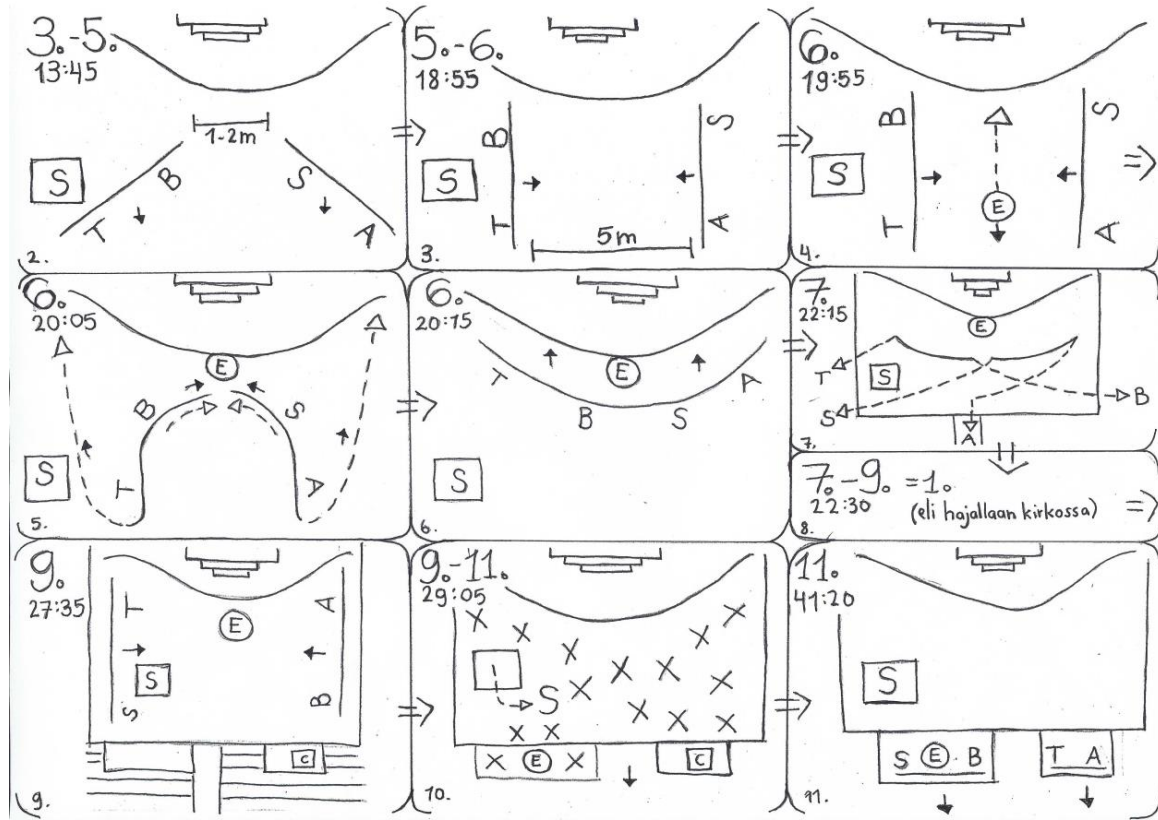 3.-5.
13:45
1-2m
S
B
S
T
A
2.
5.-6.
18:55
B
S
S
T
A
5m
3.
6.
19:55
B
S
S
E
T
A
4.
6.
20:05
E
B
S
S
T
A
5.
6.
20:15
E
T
A
B
S
S
6.
7.
22:15
E
T
S
B
S
A
7.
7.-9. =1.
22:30
(eli hajallaan kirkossa)
8.
9.
27:35
T
A
E
S
S
B
C
9.
9.-11.
29:05
X X
X
X
X
X X X
S X
X
X X X
X X
X E X
C
10.
11.
41:20
S
S E B
T A
11.